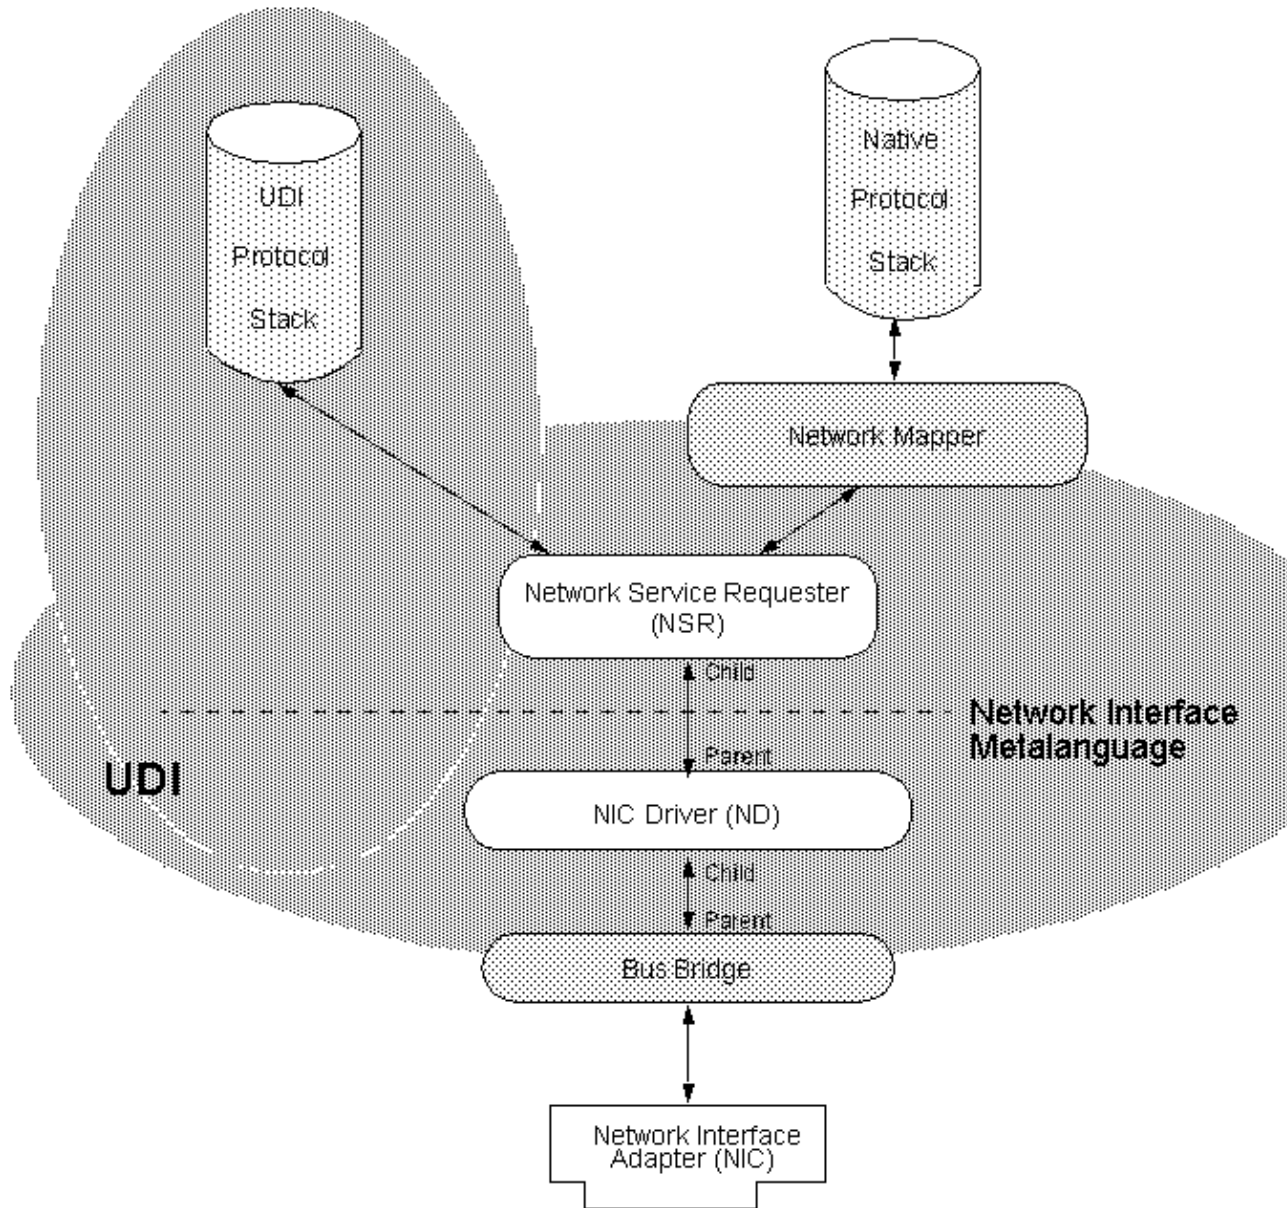 Native
Protocol
Stack
UDI
Protocol
Stack
Network Mapper
Network Service Requester
(NSR)
Child
Network Interface
Metalanguage
Parent
UDI
NIC Driver (ND)
Child
Parent
Bus Bridge
Network Interface
Adapter (NIC)